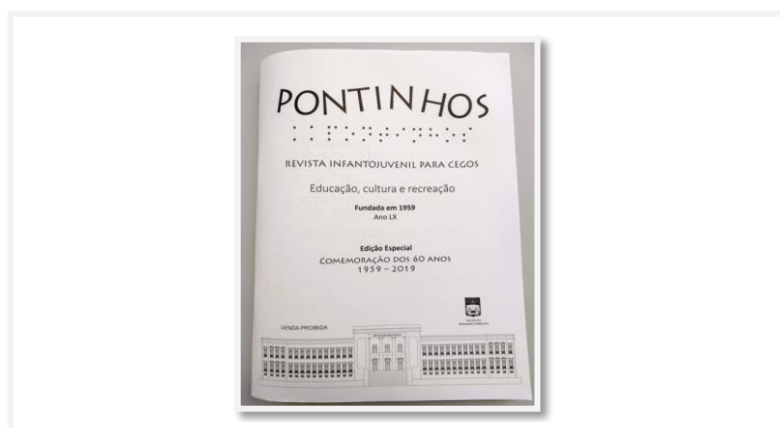 PONTINHOS
REVISTA INFANTOJUVENIL PARA CEGOS
Educação, cultura e recreação
Fundada em 1959
Ano LX
Edição Especial
COMEMORAÇÃO DOS 60 ANOS
1959 – 2019
VENDA PROIBIDA